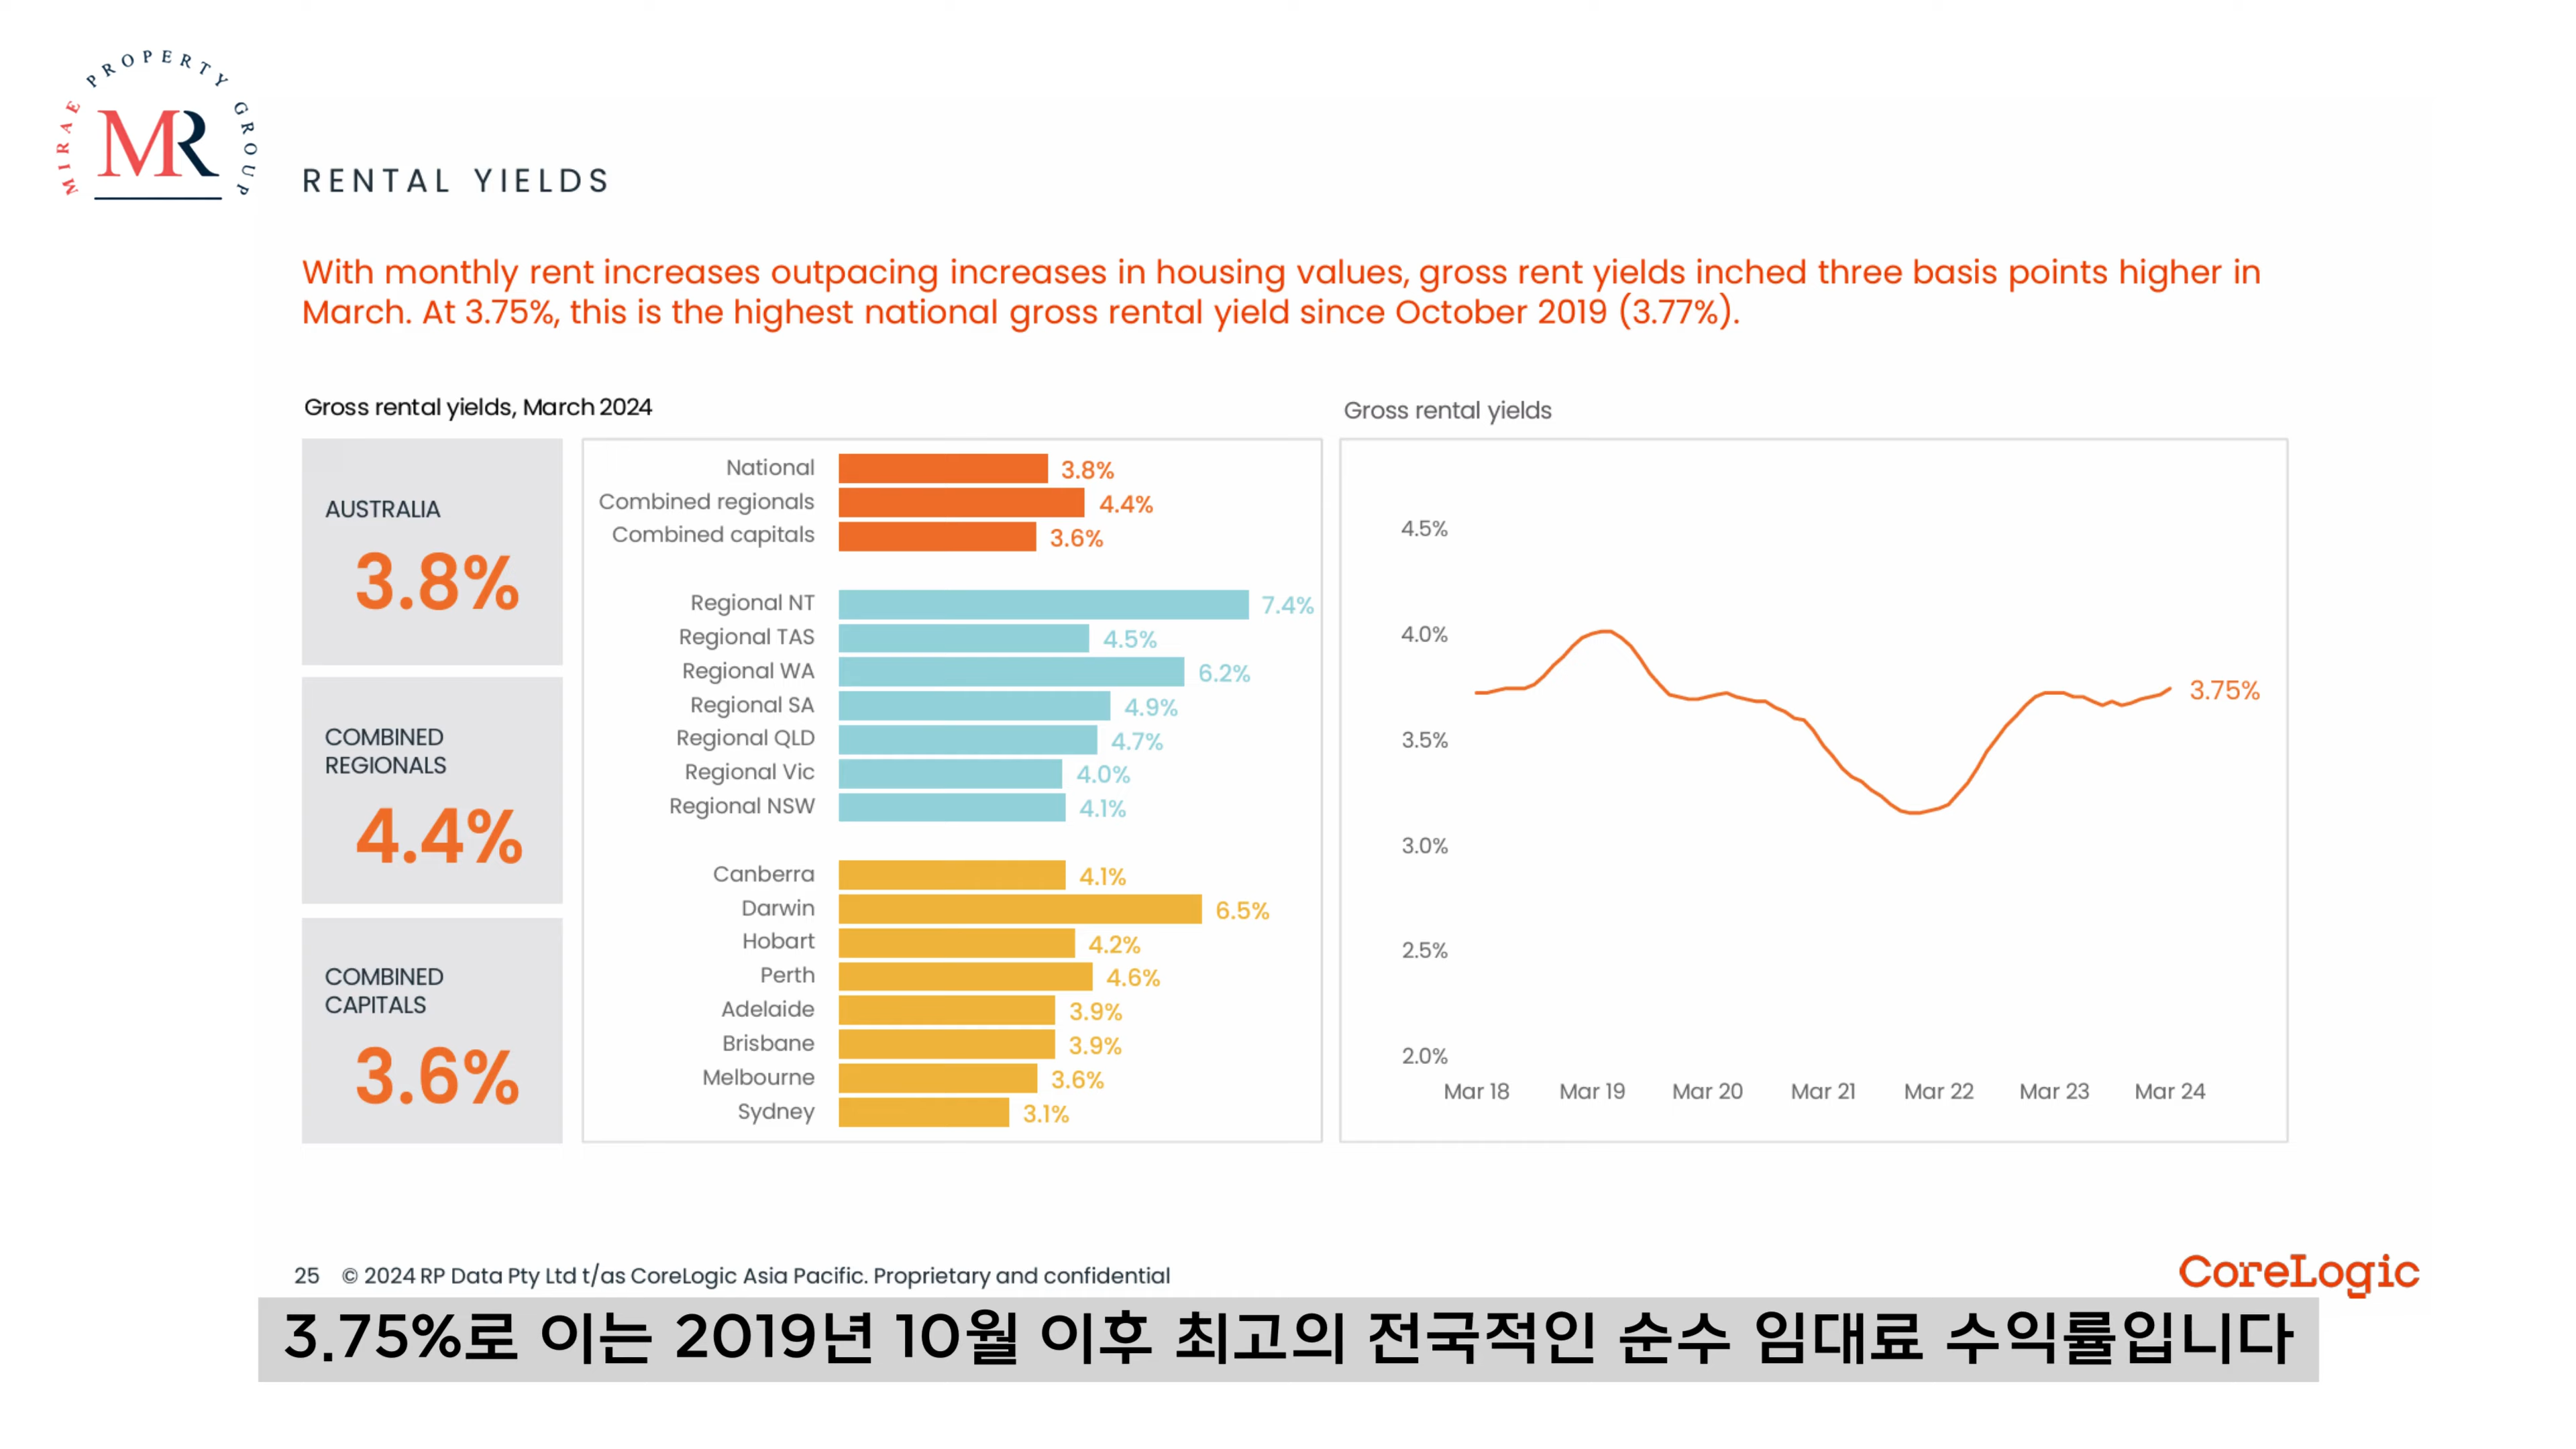 MIRAE PROPERTY GROUP
MR
RENTAL YIELDS
With monthly rent increases outpacing increases in housing values, gross rent yields inched three basis points higher in
March. At 3.75%, this is the highest national gross rental yield since October 2019 (3.77%).
Gross rental yields, March 2024
AUSTRALIA
3.8%
COMBINED
REGIONALS
4.4%
COMBINED
CAPITALS
3.6%
National 3.8%
Combined regionals 4.4%
Combined capitals 3.6%
Regional NT 7.4%
Regional TAS 4.5%
Regional WA 6.2%
Regional SA 4.9%
Regional QLD 4.7%
Regional Vic 4.0%
Regional NSW 4.1%
Canberra 4.1%
Darwin 6.5%
Hobart 4.2%
Perth 4.6%
Adelaide 3.9%
Brisbane 3.9%
Melbourne 3.6%
Sydney 3.1%
Gross rental yields
4.5%
4.0%
3.5%
3.0%
2.5%
2.0%
3.75%
Mar 18 Mar 19 Mar 20 Mar 21 Mar 22 Mar 23 Mar 24
25 © 2024 RP Data Pty Ltd t/as CoreLogic Asia Pacific. Proprietary and confidential
CoreLogic
3.75%로 이는 2019년 10월 이후 최고의 전국적인 순수 임대료 수익률입니다